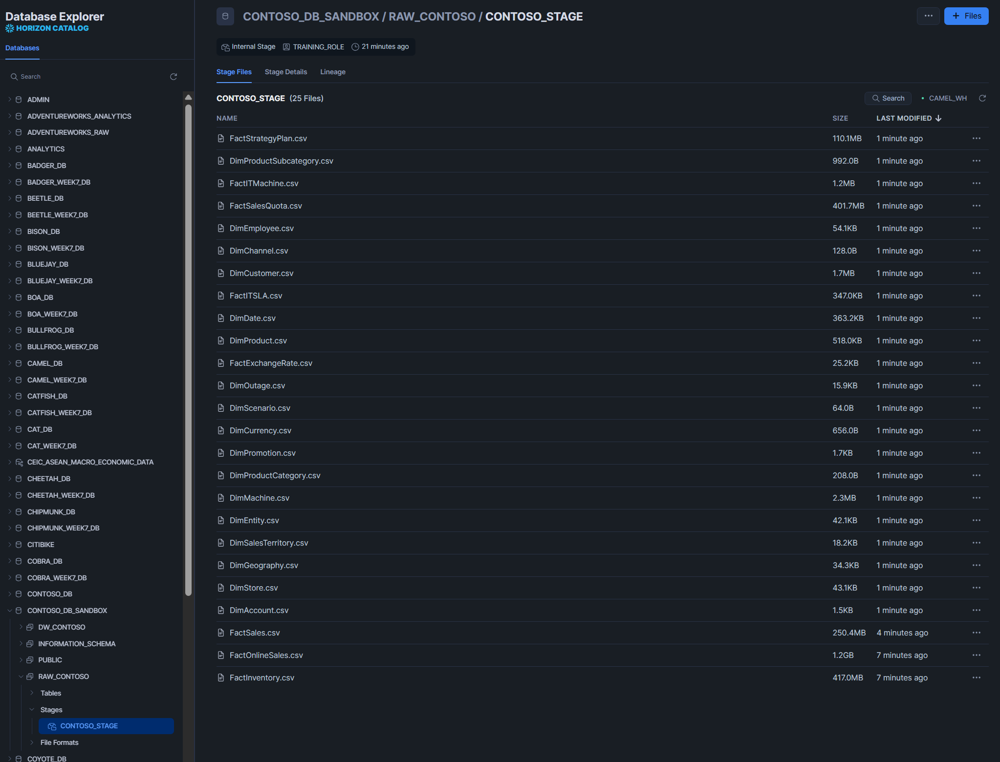 Database Explorer
HORIZON CATALOG
Databases
Search
ADMIN
ADVENTUREWORKS_ANALYTICS
ADVENTUREWORKS_RAW
ANALYTICS
BADGER_DB
BADGER_WEEK7_DB
BEETLE_DB
BEETLE_WEEK7_DB
BISON_DB
BISON_WEEK7_DB
BLUEJAY_DB
BLUEJAY_WEEK7_DB
BOA_DB
BOA_WEEK7_DB
BULLFROG_DB
BULLFROG_WEEK7_DB
CAMEL_DB
CAMEL_WEEK7_DB
CATFISH_DB
CATFISH_WEEK7_DB
CAT_DB
CAT_WEEK7_DB
CEIC_ASEAN_MACRO_ECONOMIC_DATA
CHEETAH_DB
CHEETAH_WEEK7_DB
CHIPMUNK_DB
CHIPMUNK_WEEK7_DB
CITIBIKE
COBRA_DB
COBRA_WEEK7_DB
CONTOSO_DB
CONTOSO_DB_SANDBOX
DW_CONTOSO
INFORMATION_SCHEMA
PUBLIC
RAW_CONTOSO
Tables
Stages
CONTOSO_STAGE
File Formats
COYOTE_DB
CONTOSO_DB_SANDBOX / RAW_CONTOSO / CONTOSO_STAGE
... + Files
Internal Stage TRAINING_ROLE 21 minutes ago
Stage Files Stage Details Lineage
CONTOSO_STAGE (25 Files) Search CAMEL_WH
NAME SIZE LAST MODIFIED ↓
FactStrategyPlan.csv 110.1MB 1 minute ago
DimProductSubcategory.csv 992.0B 1 minute ago
FactITMachine.csv 1.2MB 1 minute ago
FactSalesQuota.csv 401.7MB 1 minute ago
DimEmployee.csv 54.1KB 1 minute ago
DimChannel.csv 128.0B 1 minute ago
DimCustomer.csv 1.7MB 1 minute ago
FactITSLA.csv 347.0KB 1 minute ago
DimDate.csv 363.2KB 1 minute ago
DimProduct.csv 518.0KB 1 minute ago
FactExchangeRate.csv 25.2KB 1 minute ago
DimOutage.csv 15.9KB 1 minute ago
DimScenario.csv 64.0B 1 minute ago
DimCurrency.csv 656.0B 1 minute ago
DimPromotion.csv 1.7KB 1 minute ago
DimProductCategory.csv 208.0B 1 minute ago
DimMachine.csv 2.3MB 1 minute ago
DimEntity.csv 42.1KB 1 minute ago
DimSalesTerritory.csv 18.2KB 1 minute ago
DimGeography.csv 34.3KB 1 minute ago
DimStore.csv 43.1KB 1 minute ago
DimAccount.csv 1.5KB 1 minute ago
FactSales.csv 250.4MB 4 minutes ago
FactOnlineSales.csv 1.2GB 7 minutes ago
FactInventory.csv 417.0MB 7 minutes ago